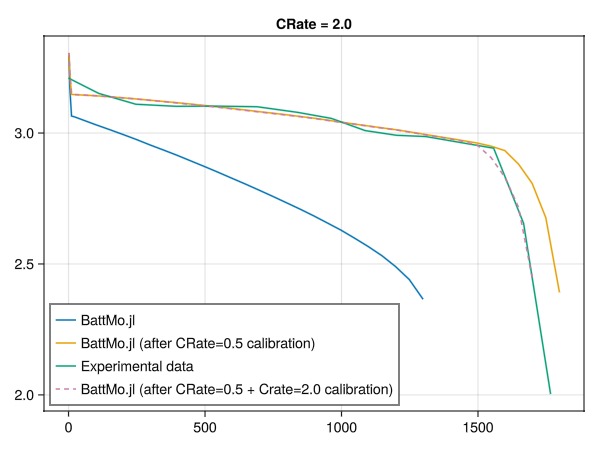 CRate = 2.0
3.0
2.5
2.0
BattMo.jl
BattMo.jl (after CRate=0.5 calibration)
Experimental data
BattMo.jl (after CRate=0.5 + Crate=2.0 calibration)
0 500 1000 1500